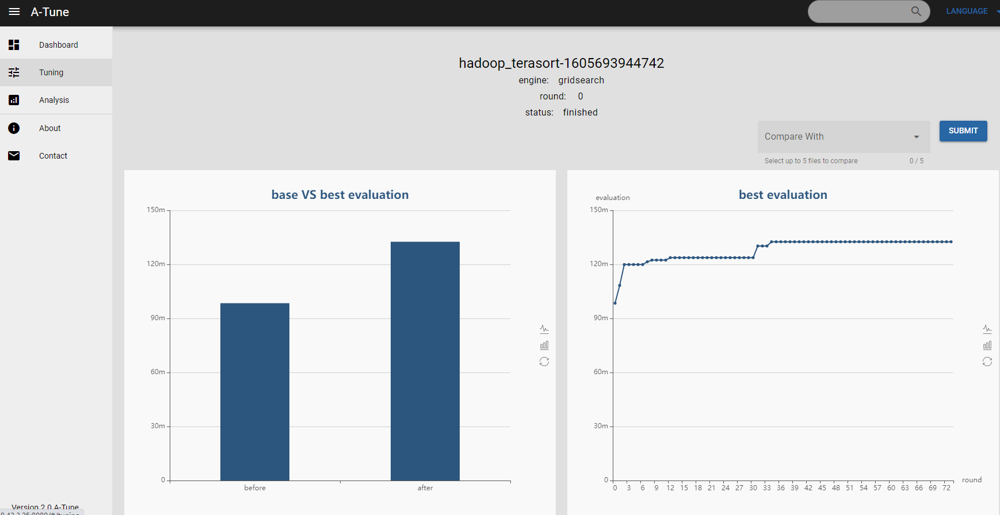 A-Tune
LANGUAGE
Dashboard
Tuning
Analysis
About
Contact
hadoop_terasort-1605693944742
engine: gridsearch
round: 0
status: finished
Compare With
SUBMIT
Select up to 5 files to compare 0 / 5
base VS best evaluation
150m
120m
90m
60m
30m
0
before after
best evaluation
evaluation
150m
120m
90m
60m
30m
0
round
0 3 6 9 12 15 18 21 24 27 30 33 36 39 42 45 48 51 54 57 60 63 66 69 72
Version 2.0 A-Tune